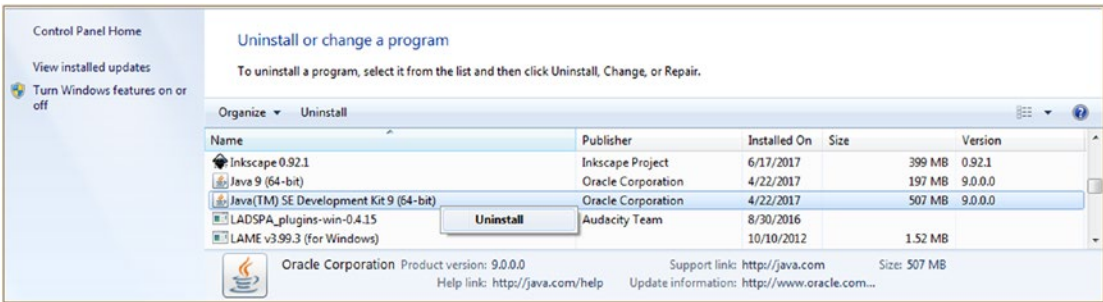 Control Panel Home
View installed updates
Turn Windows features on or
off
Uninstall or change a program
To uninstall a program, select it from the list and then click Uninstall, Change, or Repair.
Organize Uninstall
Name Publisher Installed On Size Version
Inkscape 0.92.1 Inkscape Project 6/17/2017 399 MB 0.92.1
Java 9 (64-bit) Oracle Corporation 4/22/2017 197 MB 9.0.0.0
Java(TM) SE Development Kit 9 (64-bit) Oracle Corporation 4/22/2017 507 MB 9.0.0.0
LADSPA_plugins-win-0.4.15 Uninstall Audacity Team 8/30/2016
LAME v3.99.3 (for Windows) 10/10/2012 1.52 MB
Oracle Corporation Product version: 9.0.0.0 Support link: http://java.com Size: 507 MB
Help link: http://java.com/help Update information: http://www.oracle.com...